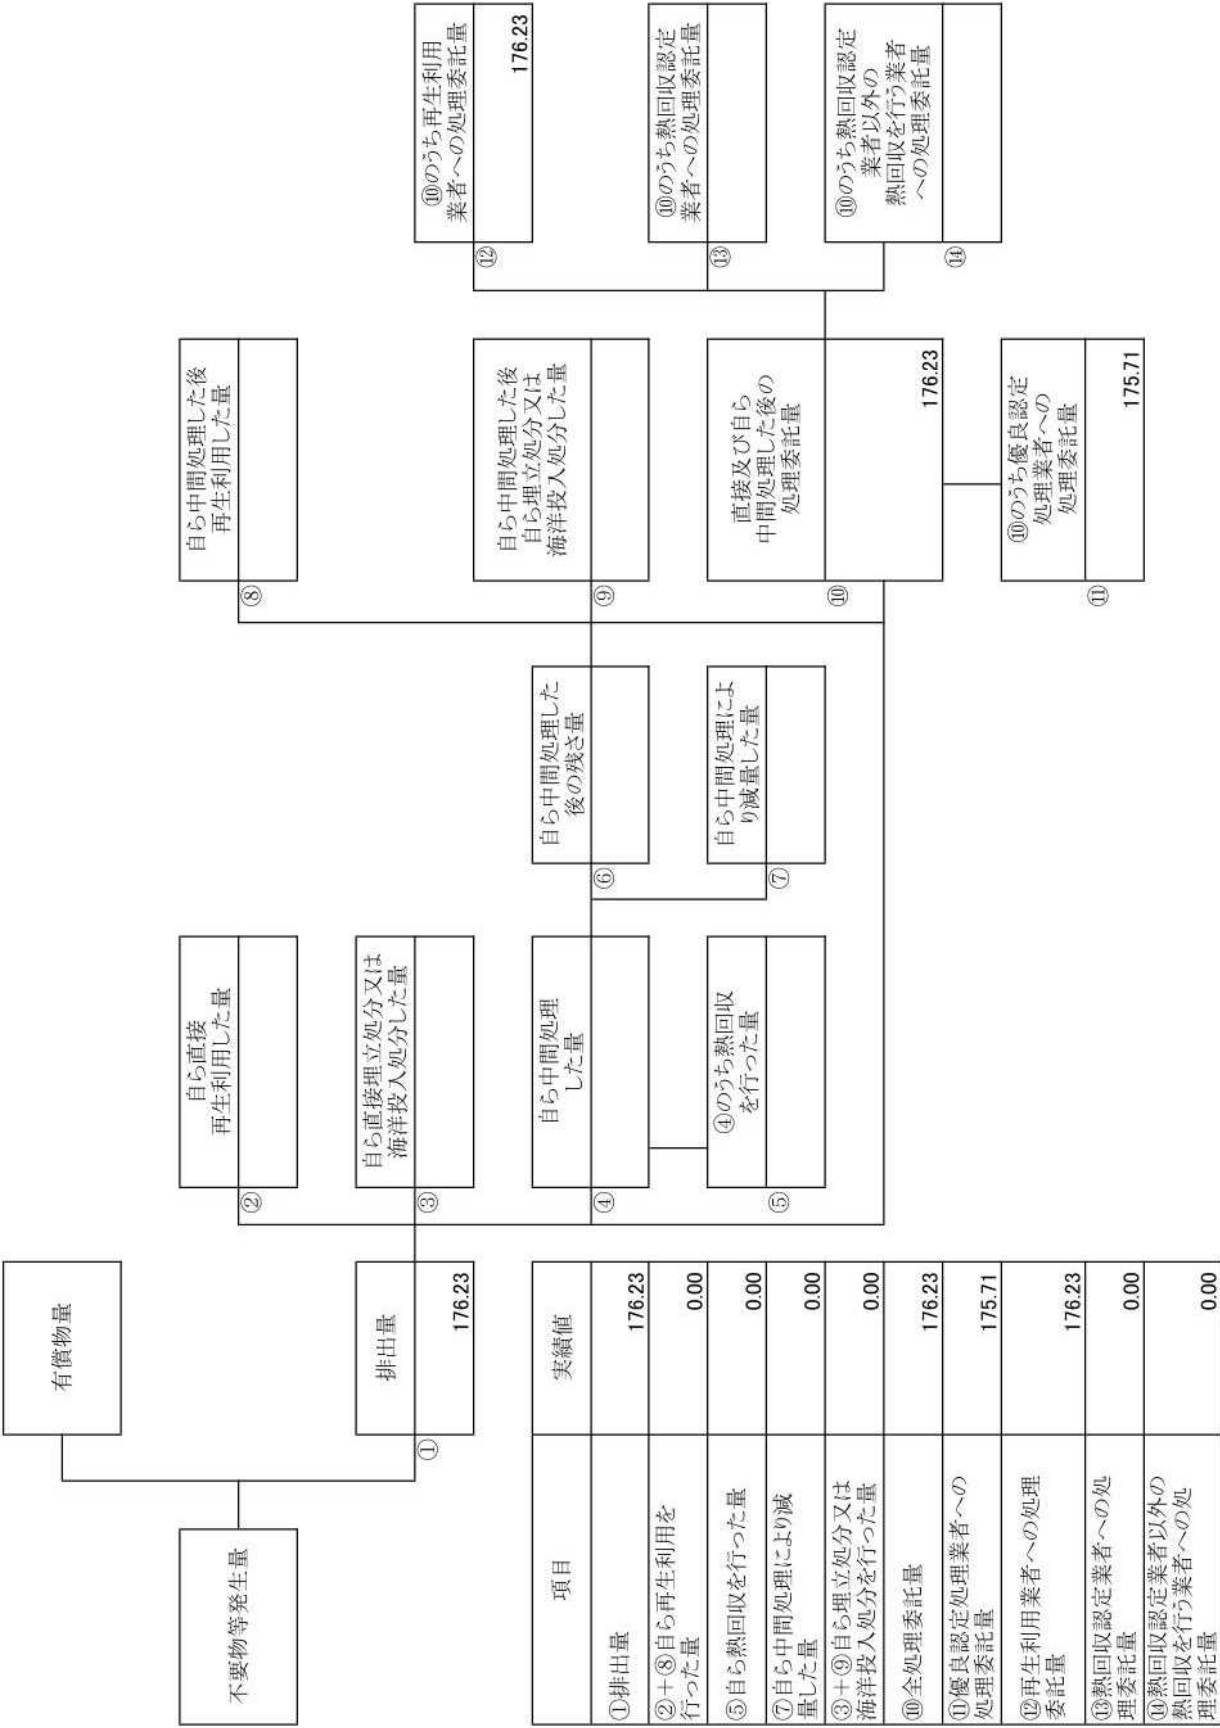 不要物等発生量
有償物量
排出量
①
176.23
自ら直接
再生利用した量
②
自ら直接埋立処分又は
海洋投入処分した量
③
自ら中間処理
した量
④
④のうち熱回収
を行った量
⑤
自ら中間処理した
後の残さ量
⑥
自ら中間処理によ
り減量した量
⑦
自ら中間処理した後
再生利用した量
⑧
自ら中間処理した後
自ら埋立処分又は
海洋投入処分した量
⑨
直接及び自ら
中間処理した後の
処理委託量
⑩
176.23
⑩のうち優良認定
処理業者への
処理委託量
⑪
175.71
⑩のうち再生利用
業者への処理委託量
⑫
176.23
⑩のうち熱回収認定
業者への処理委託量
⑬
⑩のうち熱回収認定
業者以外の
熱回収を行う業者
への処理委託量
⑭
項目
実績値
①排出量
176.23
②+⑧自ら再生利用を
行った量
0.00
⑤自ら熱回収を行った量
0.00
⑦自ら中間処理により減
量した量
0.00
③+⑨自ら埋立処分又は
海洋投入処分を行った量
0.00
⑩全処理委託量
176.23
⑪優良認定処理業者への
処理委託量
175.71
⑫再生利用業者への処理
委託量
176.23
⑬熱回収認定業者への処
理委託量
0.00
⑭熱回収認定業者以外の
熱回収を行う業者への処
理委託量
0.00